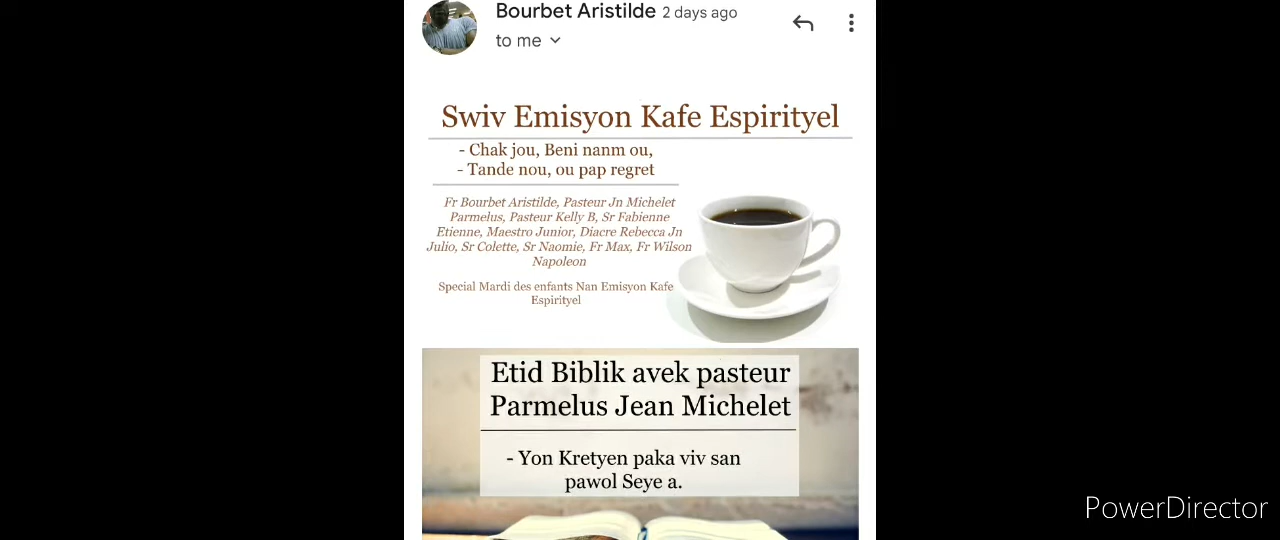 Bourbet Aristilde 2 days ago
to me
Swiv Emisyon Kafe Espirityel
- Chak jou, Beni nanm ou,
- Tande nou, ou pap regret
Fr Bourbet Aristilde, Pasteur Jn Michelet
Parmelus, Pasteur Kelly B, Sr Fabienne
Etienne, Maestro Junior, Diacre Rebecca Jn
Julio, Sr Colette, Sr Naomie, Fr Max, Fr Wilson
Napoleon
Special Mardi des enfants Nan Emisyon Kafe
Espirityel
Etid Biblik avek pasteur
Parmelus Jean Michelet
- Yon Kretyen paka viv san
pawol Seye a.
PowerDirector